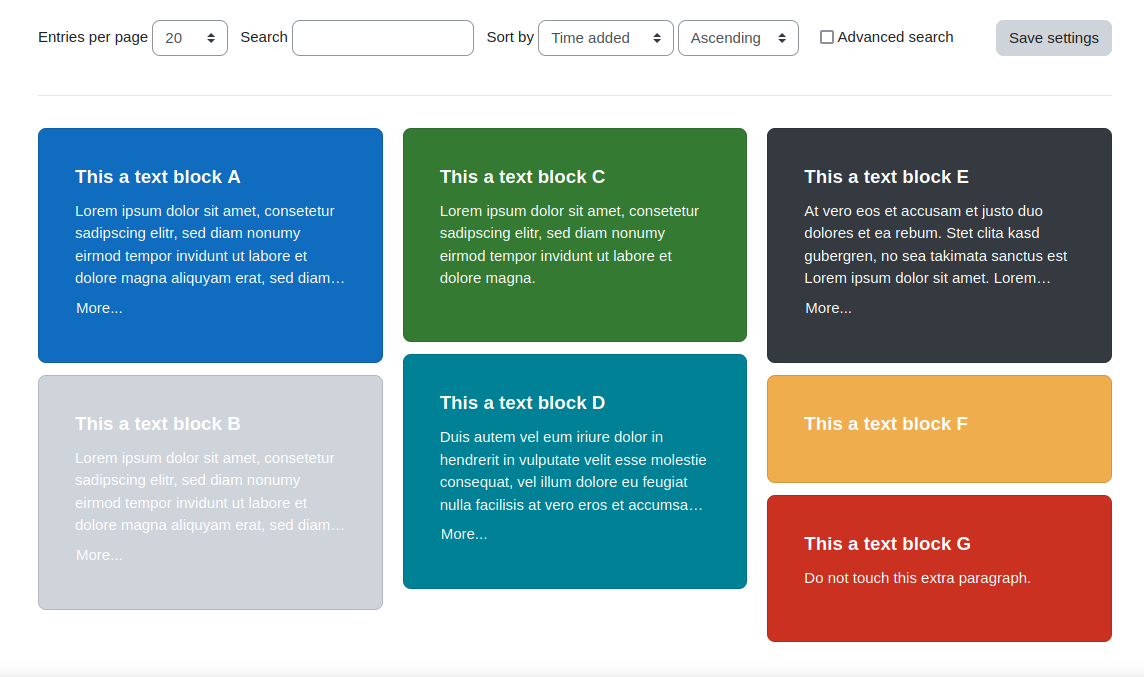 Entries per page 20 Search Sort by Time added Ascending Advanced search Save settings
This a text block A
Lorem ipsum dolor sit amet, consetetur
sadipscing elitr, sed diam nonumy
eirmod tempor invidunt ut labore et
dolore magna aliquyam erat, sed diam…
More...
This a text block B
Lorem ipsum dolor sit amet, consetetur
sadipscing elitr, sed diam nonumy
eirmod tempor invidunt ut labore et
dolore magna aliquyam erat, sed diam…
More...
This a text block C
Lorem ipsum dolor sit amet, consetetur
sadipscing elitr, sed diam nonumy
eirmod tempor invidunt ut labore et
dolore magna.
This a text block D
Duis autem vel eum iriure dolor in
hendrerit in vulputate velit esse molestie
consequat, vel illum dolore eu feugiat
nulla facilisis at vero eros et accumsa…
More...
This a text block E
At vero eos et accusam et justo duo
dolores et ea rebum. Stet clita kasd
gubergren, no sea takimata sanctus est
Lorem ipsum dolor sit amet. Lorem…
More...
This a text block F
This a text block G
Do not touch this extra paragraph.